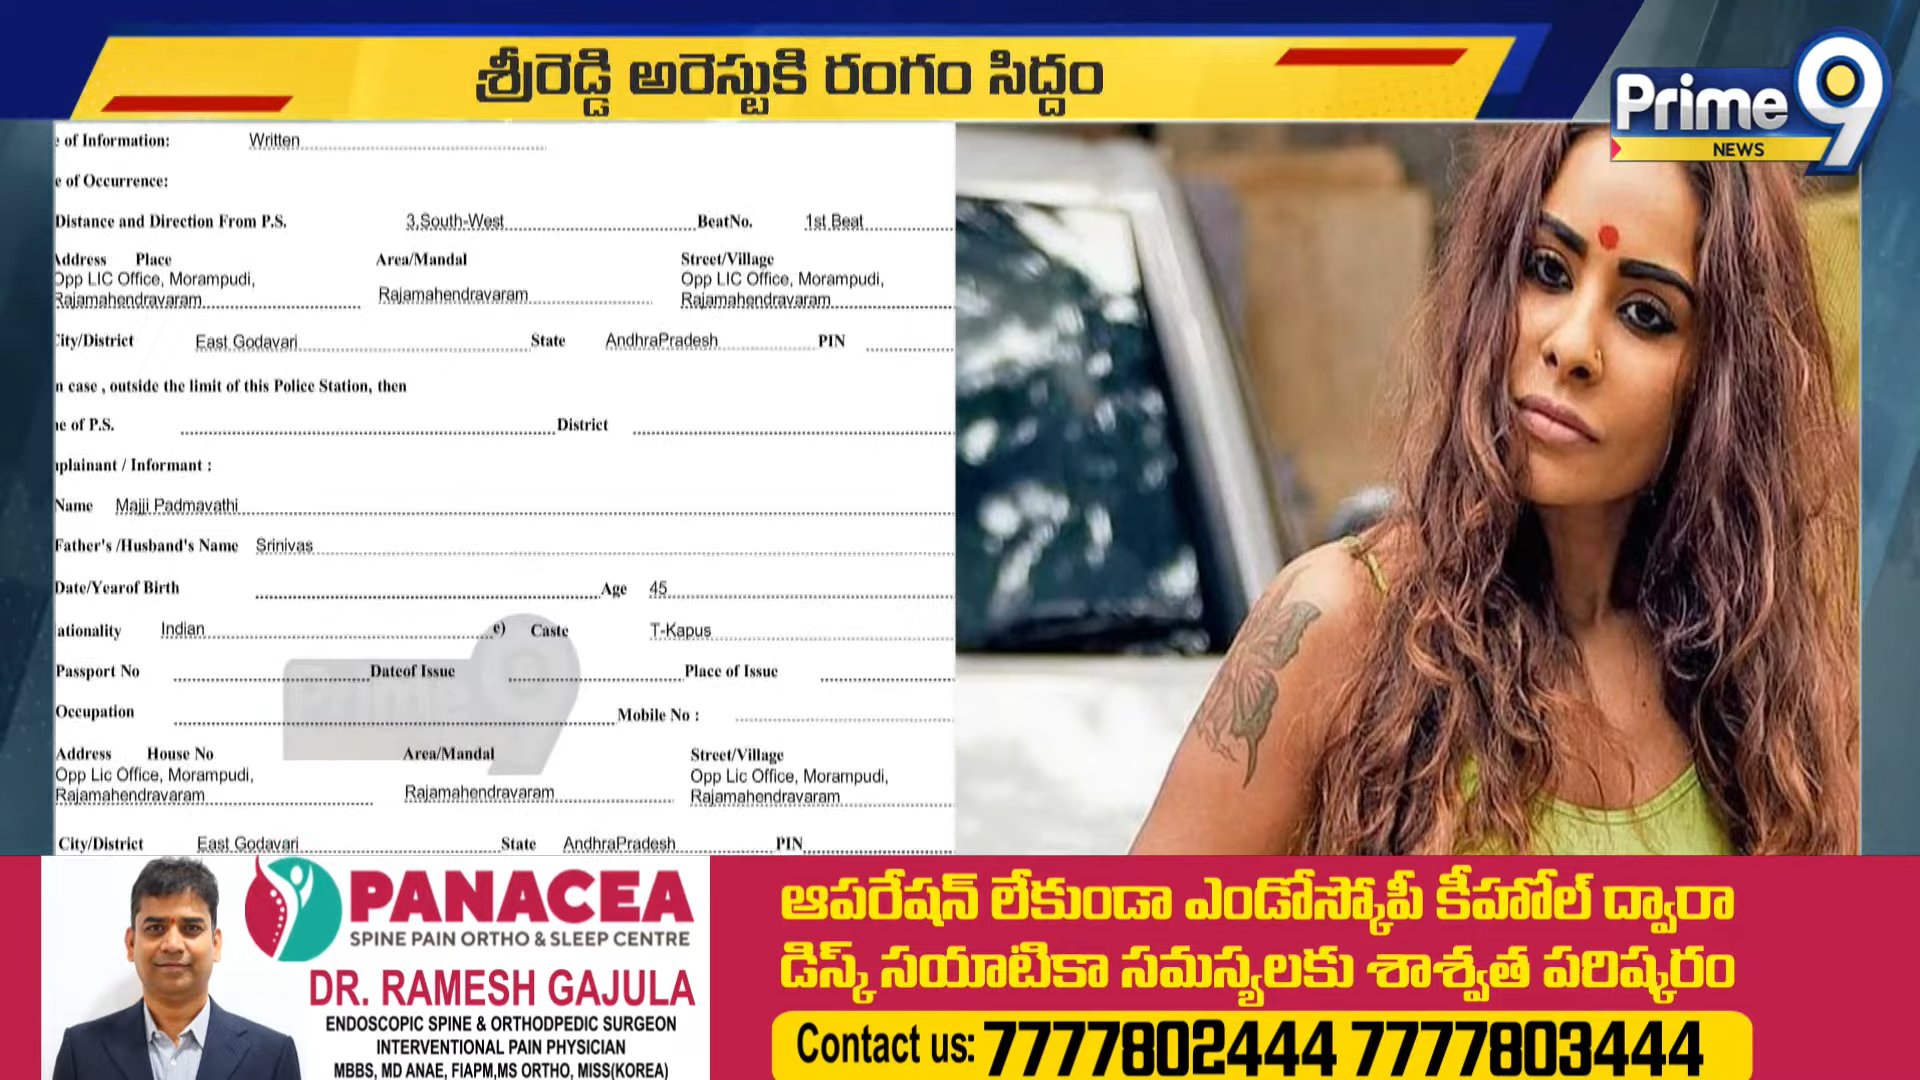 శ్రీరెడ్డి అరెస్టుకి రంగం సిద్దం
Prime9
NEWS
e of Information: Written
e of Occurrence:
Distance and Direction From P.S. 3,South-West BeatNo. 1st Beat
Address Place Area/Mandal Street/Village
Opp LIC Office, Morampudi, Opp LIC Office, Morampudi,
Rajamahendravaram Rajamahendravaram Rajamahendravaram
City/District East Godavari State AndhraPradesh PIN
n case , outside the limit of this Police Station, then
ne of P.S. District
nplainant / Informant :
Name Majji Padmavathi
Father's /Husband's Name Srinivas
Date/Yearof Birth Age 45
ationality Indian e) Caste T-Kapus
Passport No Dateof Issue Place of Issue
Prime9
Occupation Mobile No :
Address House No Area/Mandal Street/Village
Opp Lic Office, Morampudi, Opp Lic Office, Morampudi,
Rajamahendravaram Rajamahendravaram Rajamahendravaram
City/District East Godavari State AndhraPradesh PIN
PANACEA
SPINE PAIN ORTHO & SLEEP CENTRE
DR. RAMESH GAJULA
ENDOSCOPIC SPINE & ORTHODPEDIC SURGEON
INTERVENTIONAL PAIN PHYSICIAN
MBBS, MD ANAE, FIAPM,MS ORTHO, MISS(KOREA)
ఆపరేషన్ లేకుండా ఎండోస్కోపీ కీహోల్ ద్వారా
డిస్క్ సయాటికా సమస్యలకు శాశ్వత పరిష్కరం
Contact us: 7777802444 7777803444